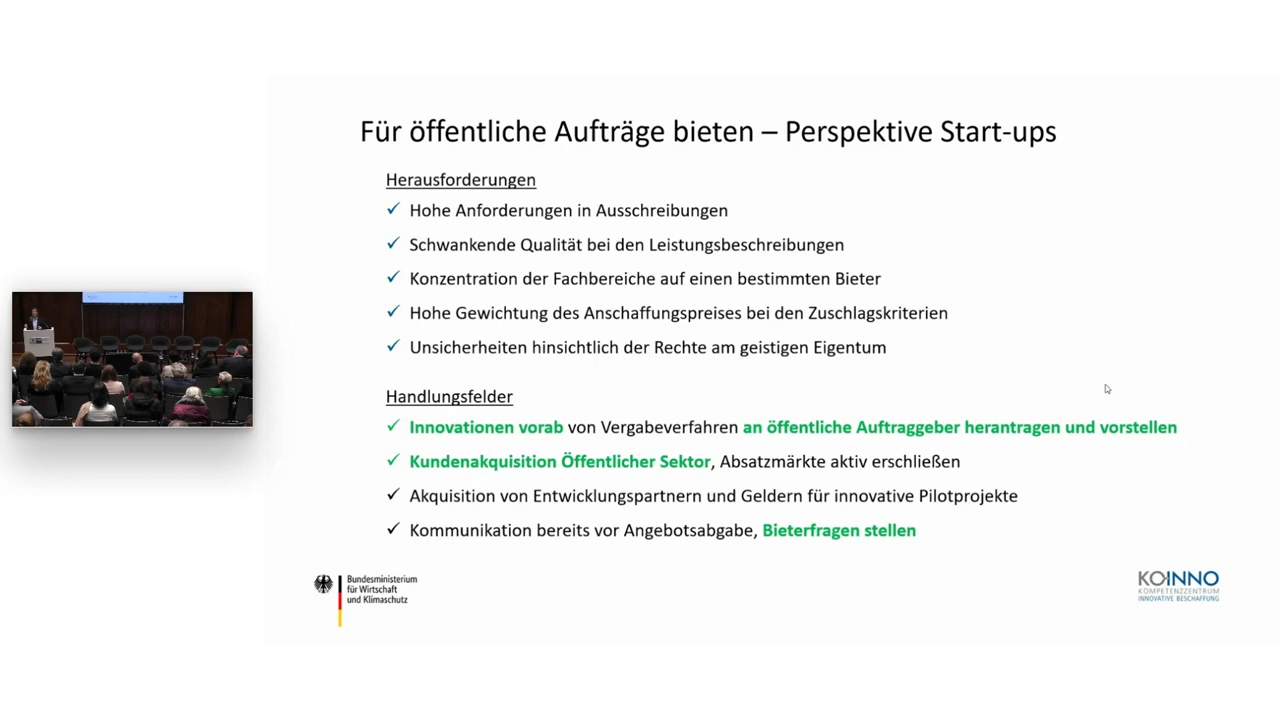 Für öffentliche Aufträge bieten – Perspektive Start-ups
Herausforderungen
✓ Hohe Anforderungen in Ausschreibungen
✓ Schwankende Qualität bei den Leistungsbeschreibungen
✓ Konzentration der Fachbereiche auf einen bestimmten Bieter
✓ Hohe Gewichtung des Anschaffungspreises bei den Zuschlagskriterien
✓ Unsicherheiten hinsichtlich der Rechte am geistigen Eigentum
Handlungsfelder
✓ Innovationen vorab von Vergabeverfahren an öffentliche Auftraggeber herantragen und vorstellen
✓ Kundenakquisition Öffentlicher Sektor, Absatzmärkte aktiv erschließen
✓ Akquisition von Entwicklungspartnern und Geldern für innovative Pilotprojekte
✓ Kommunikation bereits vor Angebotsabgabe, Bieterfragen stellen
Bundesministerium
für Wirtschaft
und Klimaschutz
KOINNO
KOMPETENZZENTRUM
INNOVATIVE BESCHAFFUNG